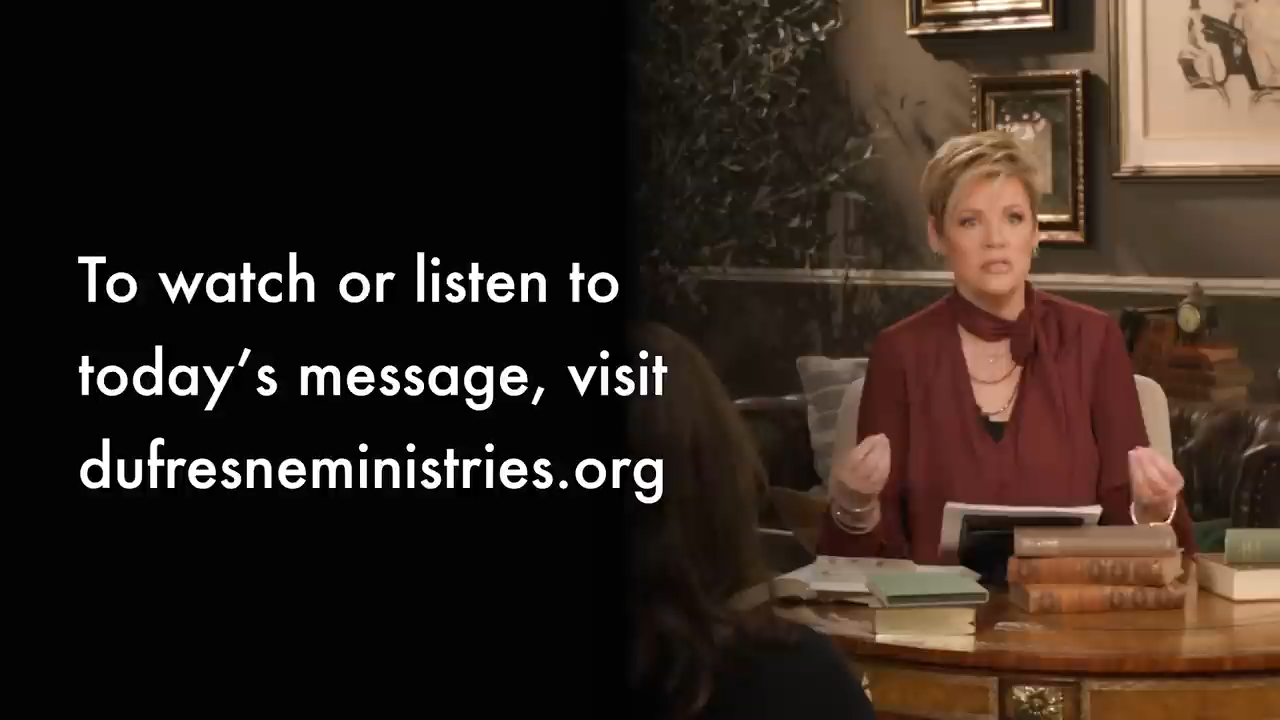 To watch or listen to
today’s message, visit
dufresneministries.org